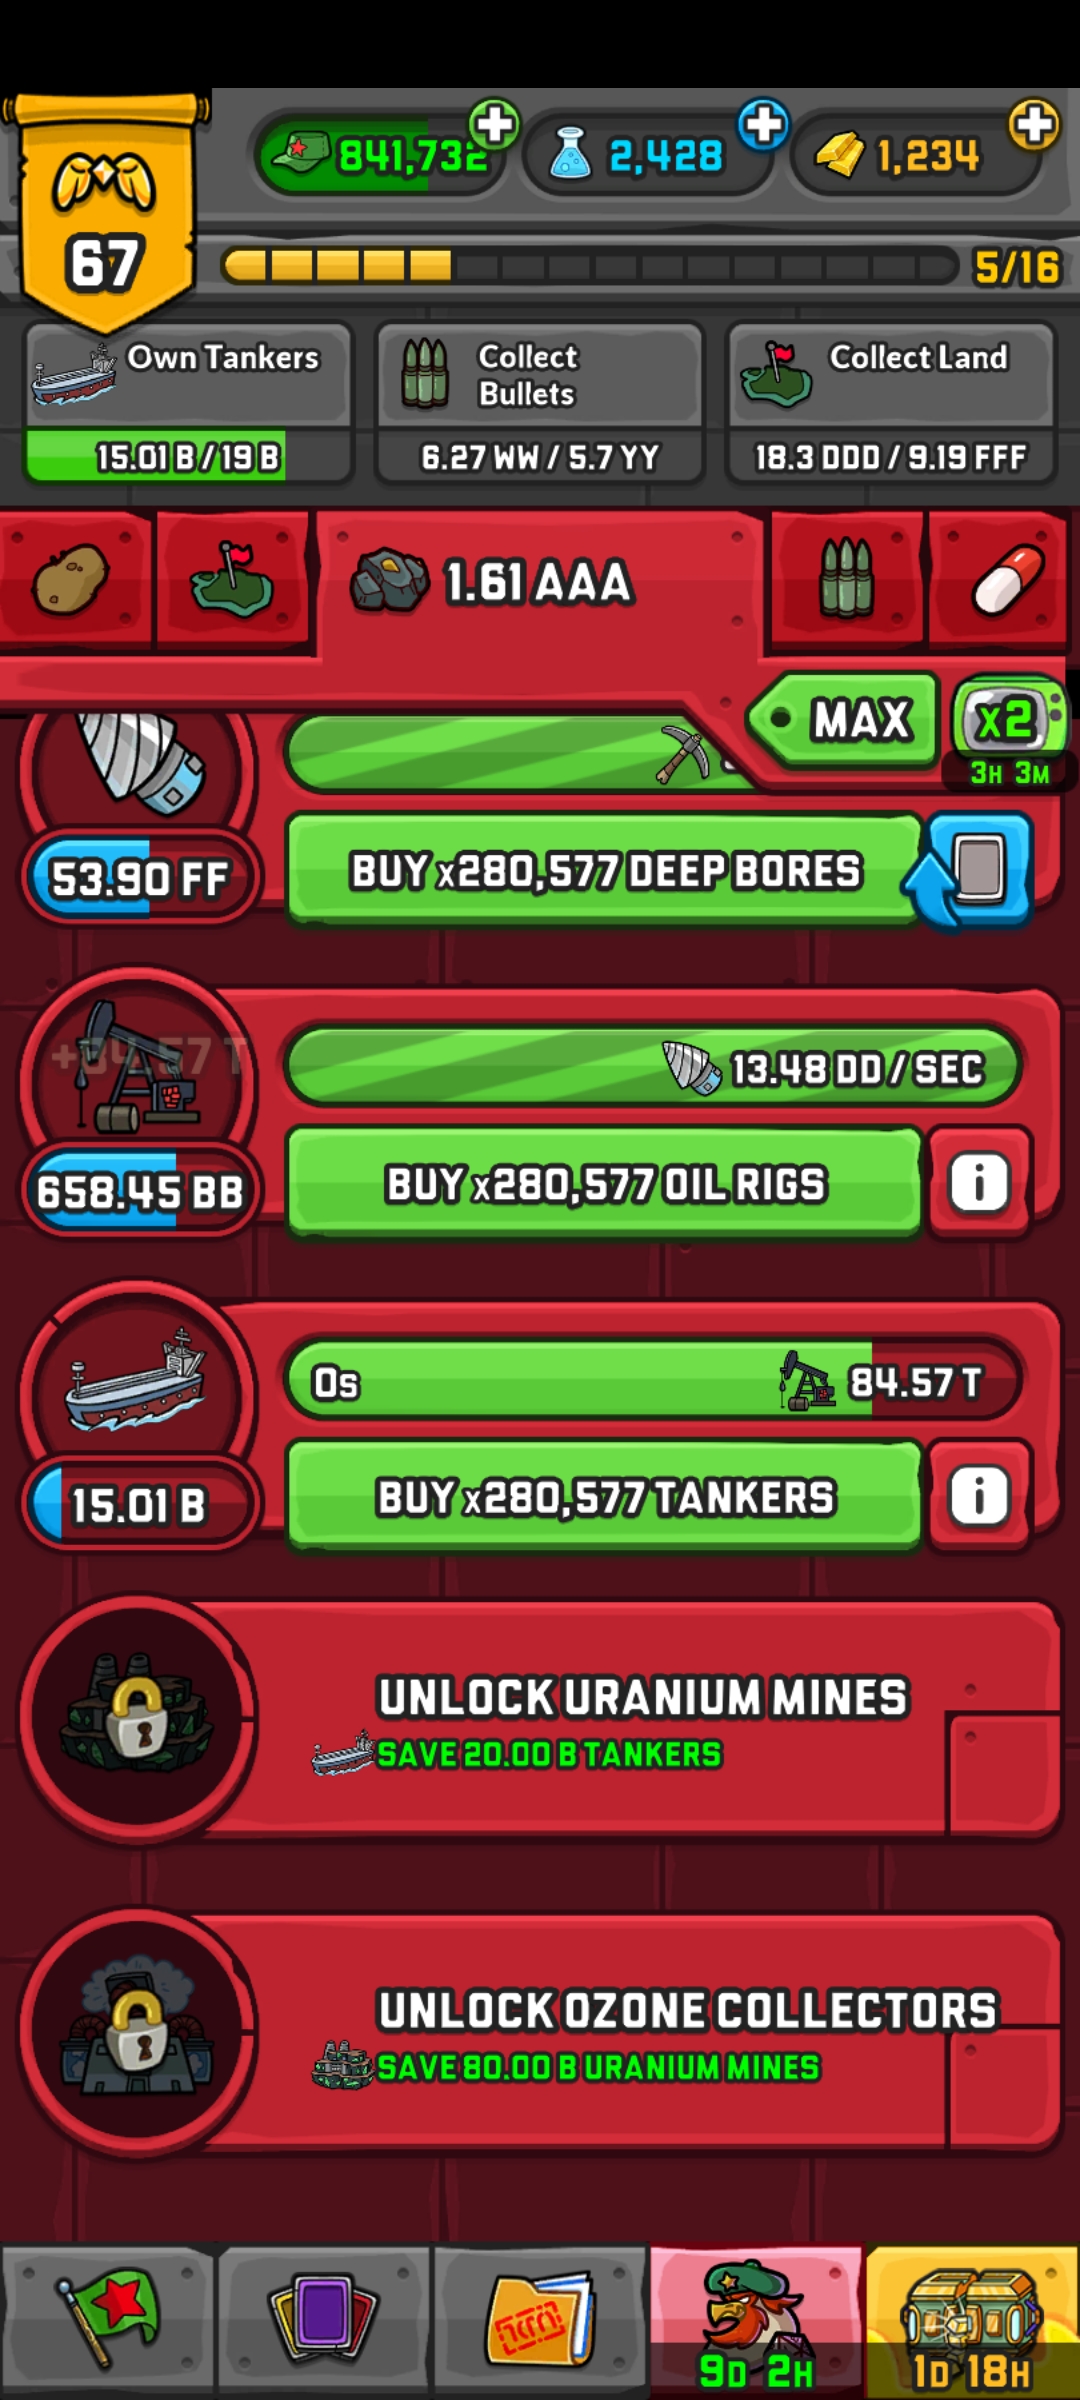 841,732
2,428
1,234
67
5/16
Own Tankers
15.01 B / 19 B
Collect
Bullets
6.27 WW / 5.7 YY
Collect Land
18.3 DDD / 9.19 FFF
1.61 AAA
MAX
x2
3H 3M
53.90 FF
BUY x280,577 DEEP BORES
+84.57 T
13.48 DD / SEC
658.45 BB
BUY x280,577 OIL RIGS
i
0s
84.57 T
15.01 B
BUY x280,577 TANKERS
i
UNLOCK URANIUM MINES
SAVE 20.00 B TANKERS
UNLOCK OZONE COLLECTORS
SAVE 80.00 B URANIUM MINES
9D 2H
1D 18H